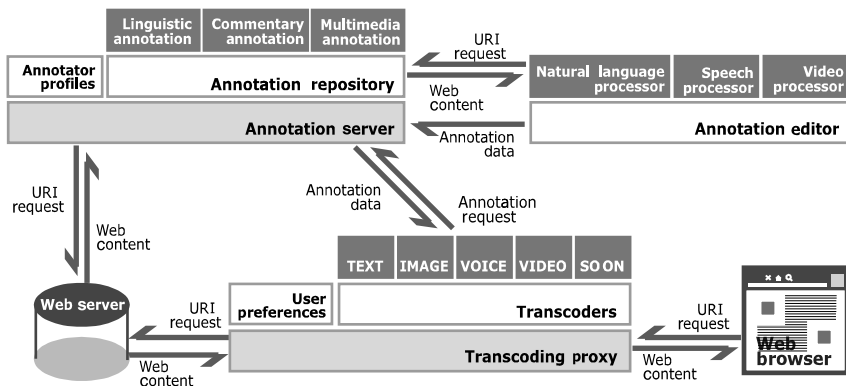 Linguistic
annotation
Commentary
annotation
Multimedia
annotation
Annotator
profiles
Annotation repository
Annotation server
URI
request
Web
content
Annotation
data
Natural language
processor
Speech
processor
Video
processor
Annotation editor
URI
request
Web
content
Annotation
data
Annotation
request
TEXT
IMAGE
VOICE
VIDEO
SO ON
User
preferences
Transcoders
Transcoding proxy
Web server
URI
request
Web
content
URI
request
Web
content
Web
browser